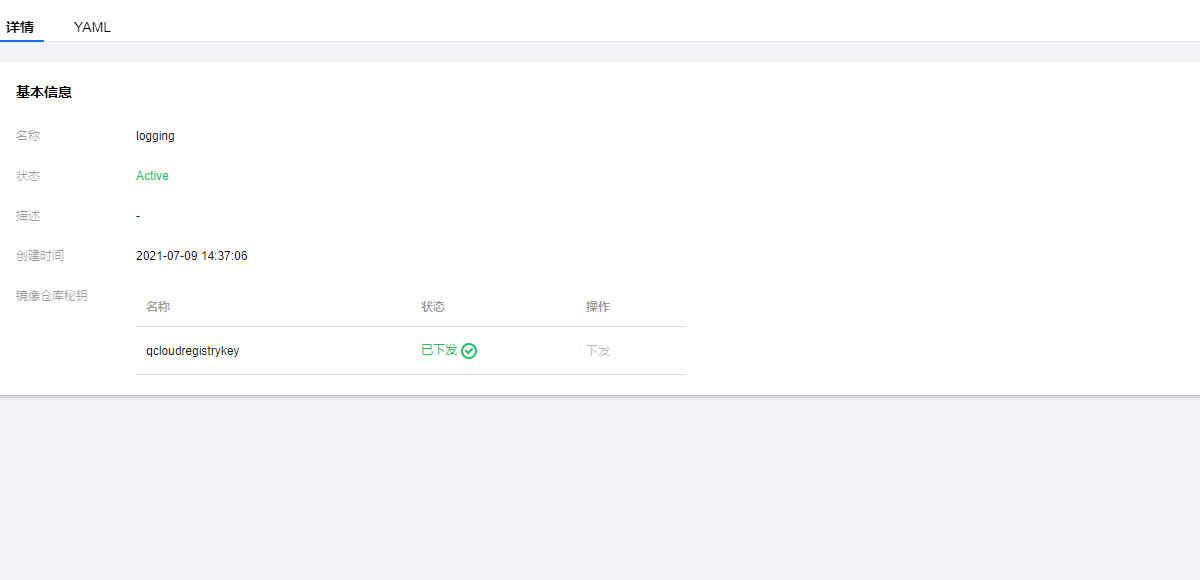 详情 YAML
基本信息
名称 logging
状态 Active
描述 -
创建时间 2021-07-09 14:37:06
镜像仓库秘钥
名称 状态 操作
qcloudregistrykey 已下发 下发